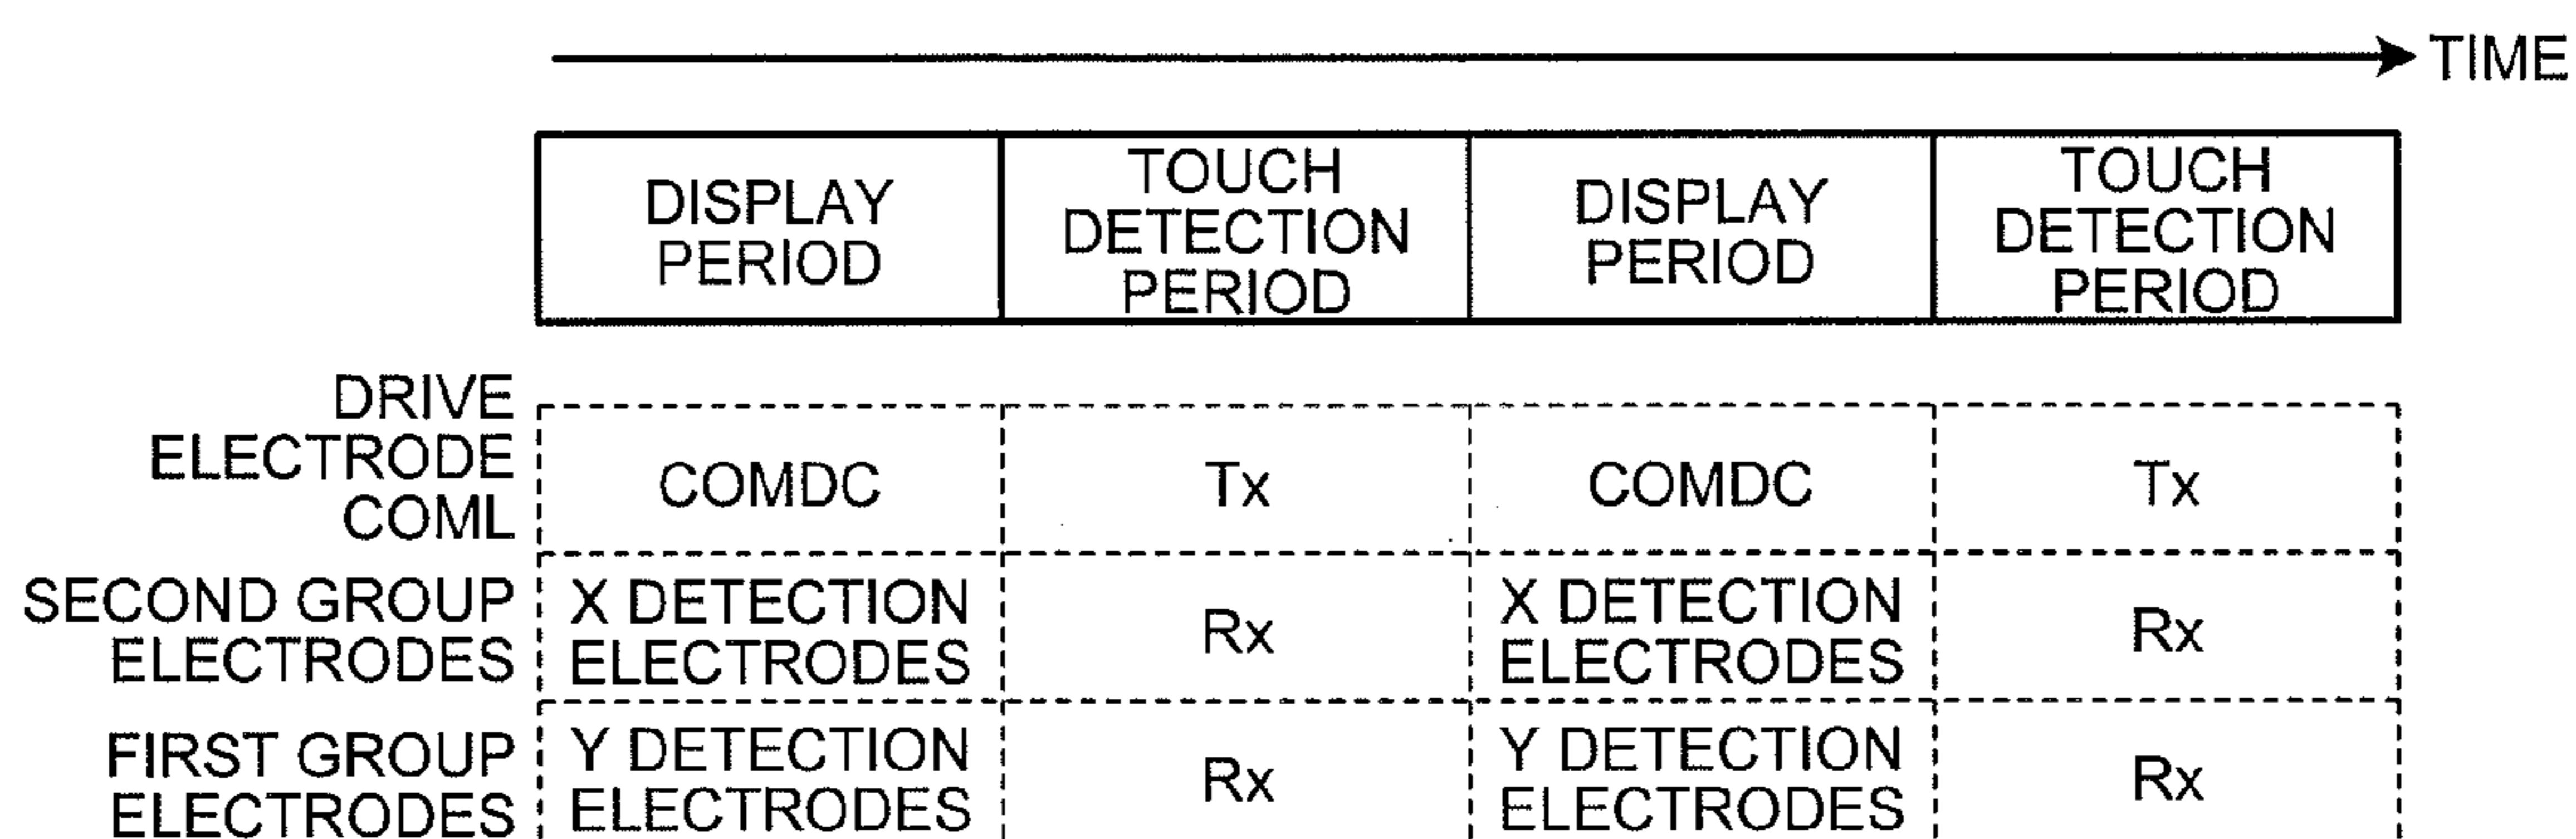 TIME
DISPLAY PERIOD
TOUCH DETECTION PERIOD
DISPLAY PERIOD
TOUCH DETECTION PERIOD
DRIVE
ELECTRODE
COML
COMDC
Tx
COMDC
Tx
SECOND GROUP
ELECTRODES
X DETECTION
ELECTRODES
Rx
X DETECTION
ELECTRODES
Rx
FIRST GROUP
ELECTRODES
Y DETECTION
ELECTRODES
Rx
Y DETECTION
ELECTRODES
Rx